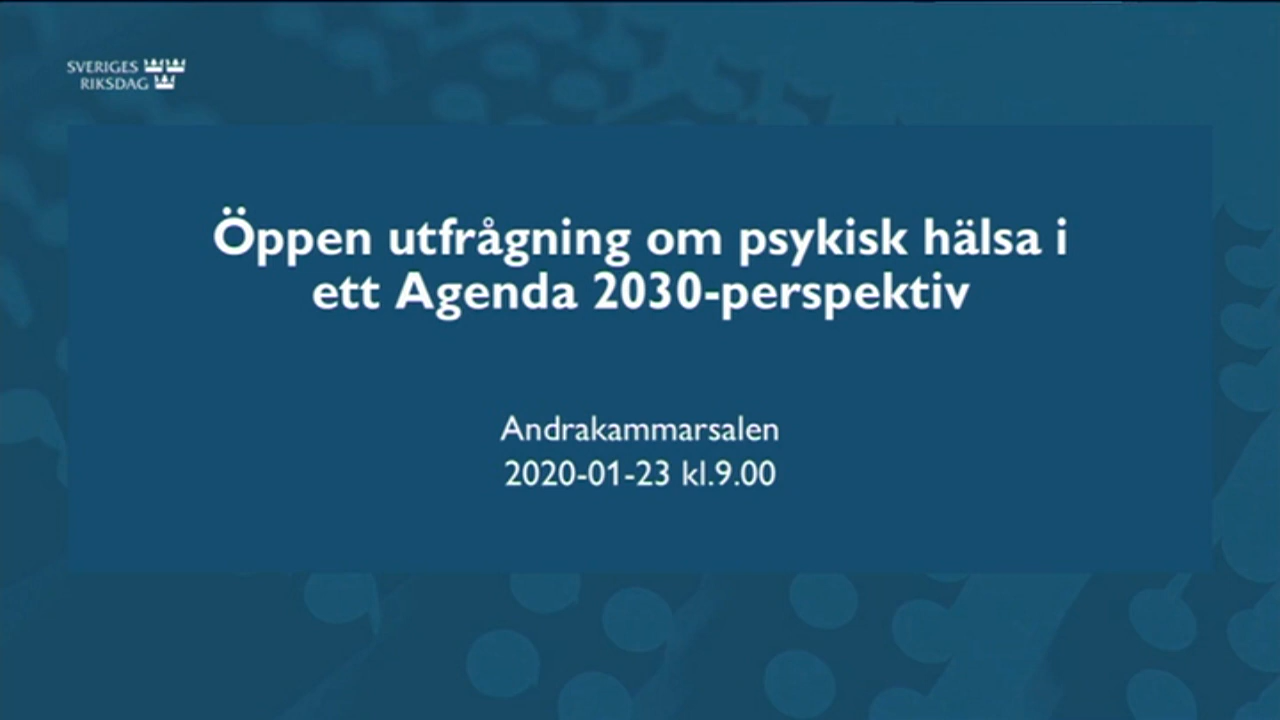 SVERIGES
RIKSDAG
Öppen utfrågning om psykisk hälsa i
ett Agenda 2030-perspektiv
Andrakammarsalen
2020-01-23 kl.9.00